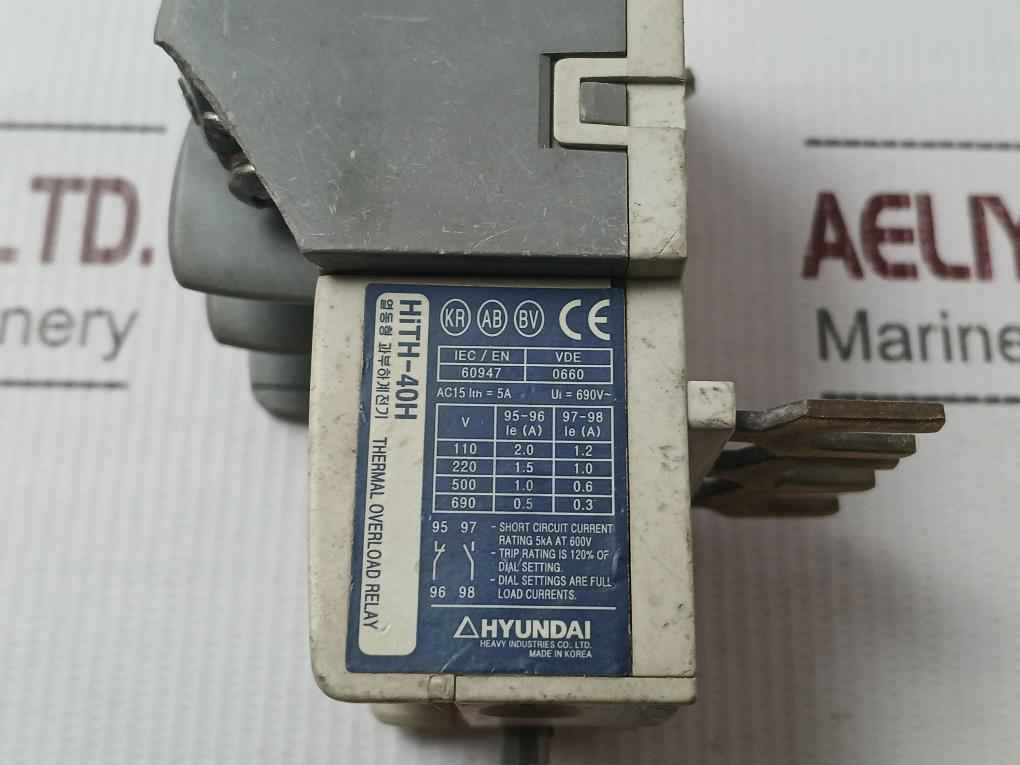 LTD.
AELIY
Marine
HiTH-40H
열동형 과부하계전기 THERMAL OVERLOAD RELAY
KR AB BV CE
IEC / EN VDE
60947 0660
AC15 Ith = 5A Ui = 690V~
V 95-96 Ie (A) 97-98 Ie (A)
110 2.0 1.2
220 1.5 1.0
500 1.0 0.6
690 0.5 0.3
95 97
96 98
- SHORT CIRCUIT CURRENT
RATING 5kA AT 600V
- TRIP RATING IS 120% OF
DIAL SETTING.
- DIAL SETTINGS ARE FULL
LOAD CURRENTS.
HYUNDAI
HEAVY INDUSTRIES CO., LTD.
MADE IN KOREA